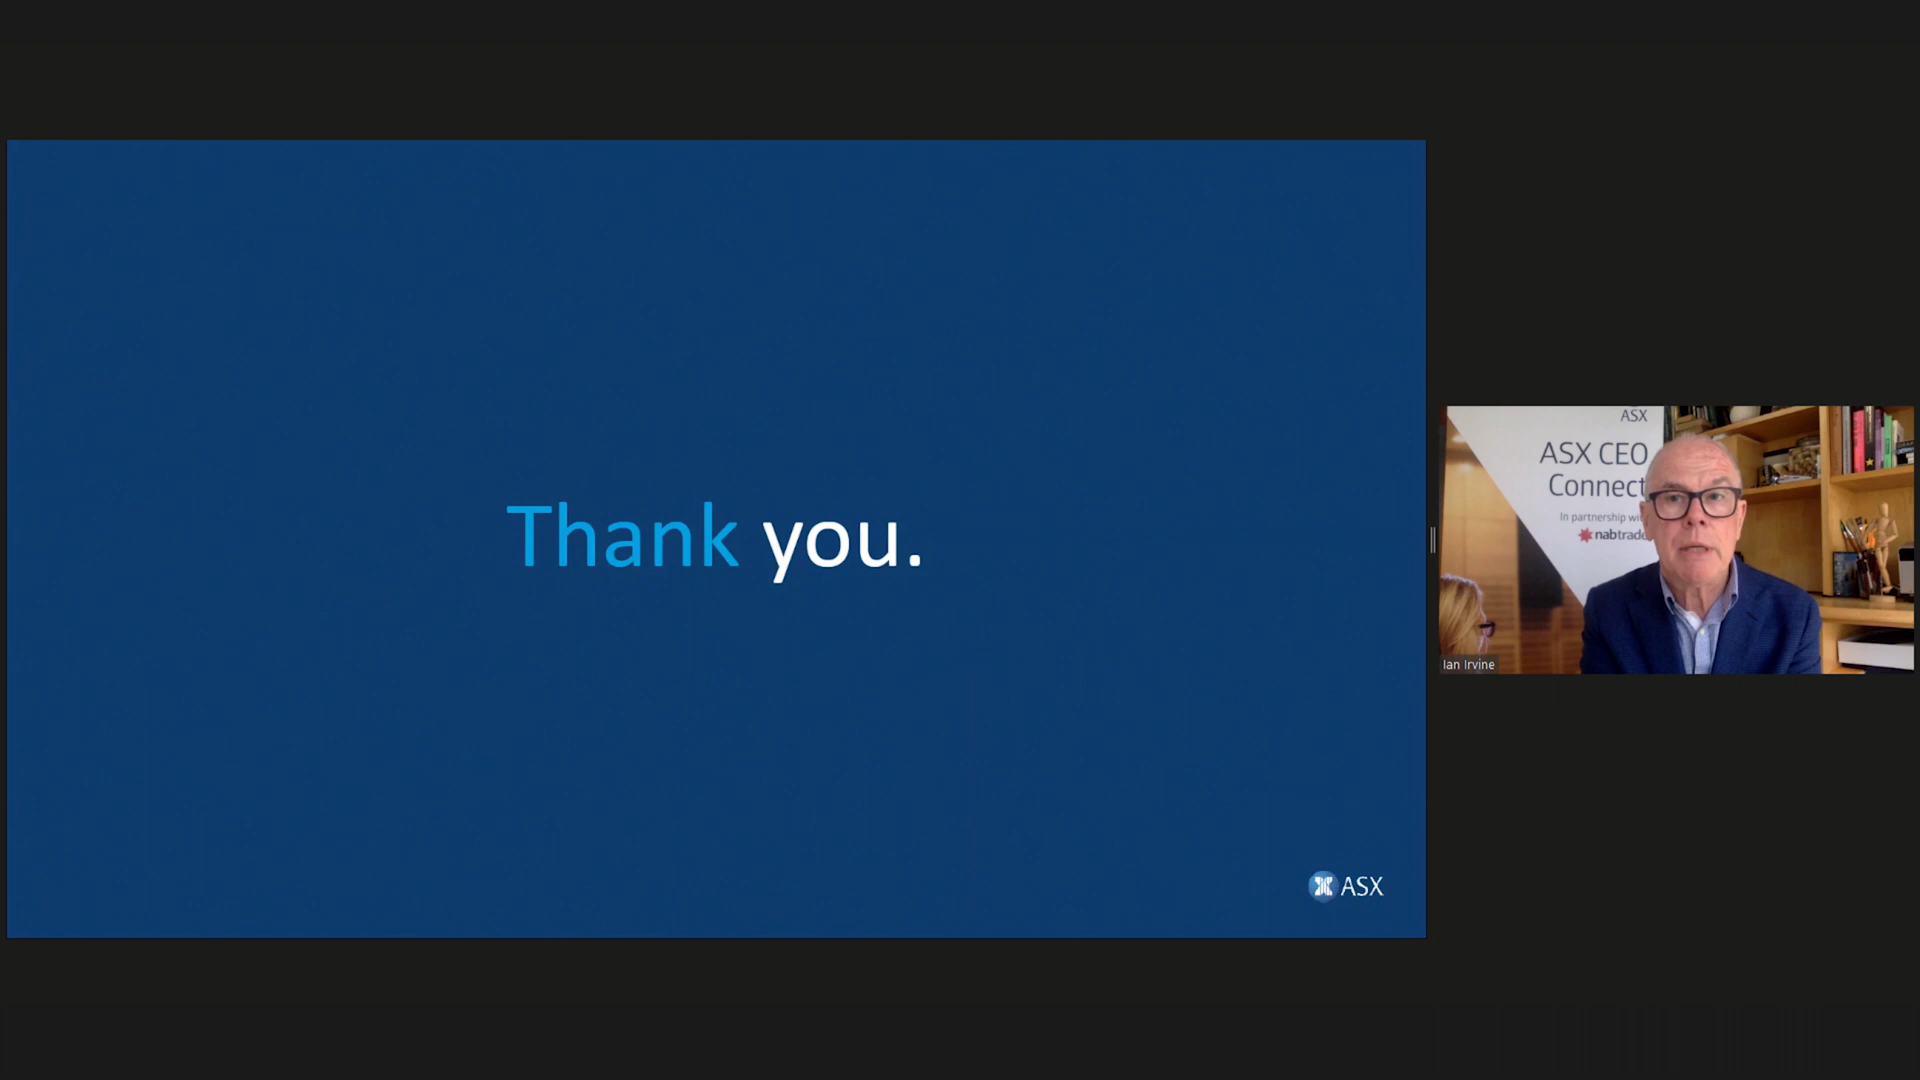 Thank you.
ASX
ASX
ASX CEO
Connect
In partnership wi
nabtrade
Ian Irvine